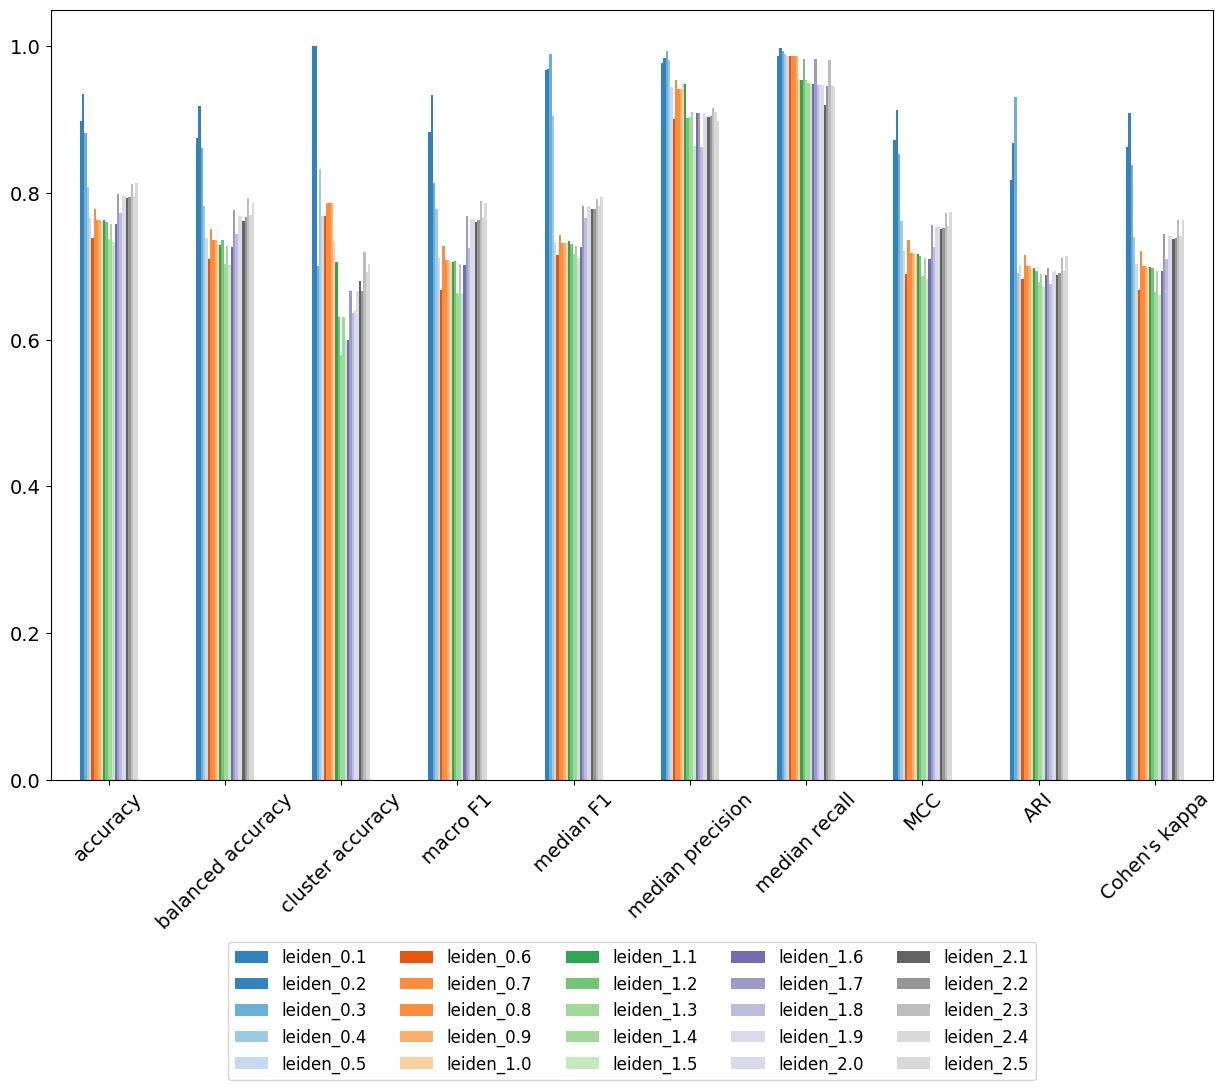 1.0
0.8
0.6
0.4
0.2
0.0
accuracy
balanced accuracy
cluster accuracy
macro F1
median F1
median precision
median recall
MCC
ARI
Cohen's kappa
leiden_0.1 leiden_0.6 leiden_1.1 leiden_1.6 leiden_2.1
leiden_0.2 leiden_0.7 leiden_1.2 leiden_1.7 leiden_2.2
leiden_0.3 leiden_0.8 leiden_1.3 leiden_1.8 leiden_2.3
leiden_0.4 leiden_0.9 leiden_1.4 leiden_1.9 leiden_2.4
leiden_0.5 leiden_1.0 leiden_1.5 leiden_2.0 leiden_2.5